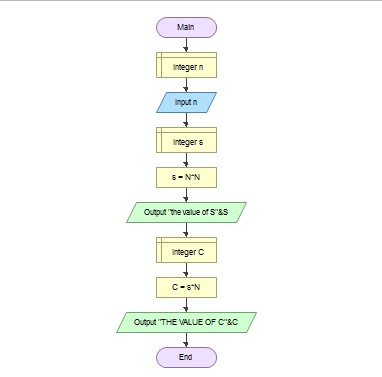 Main
Integer n
Input n
Integer s
s = N*N
Output "the value of S"&S
Integer C
C = s*N
Output "THE VALUE OF C"&C
End